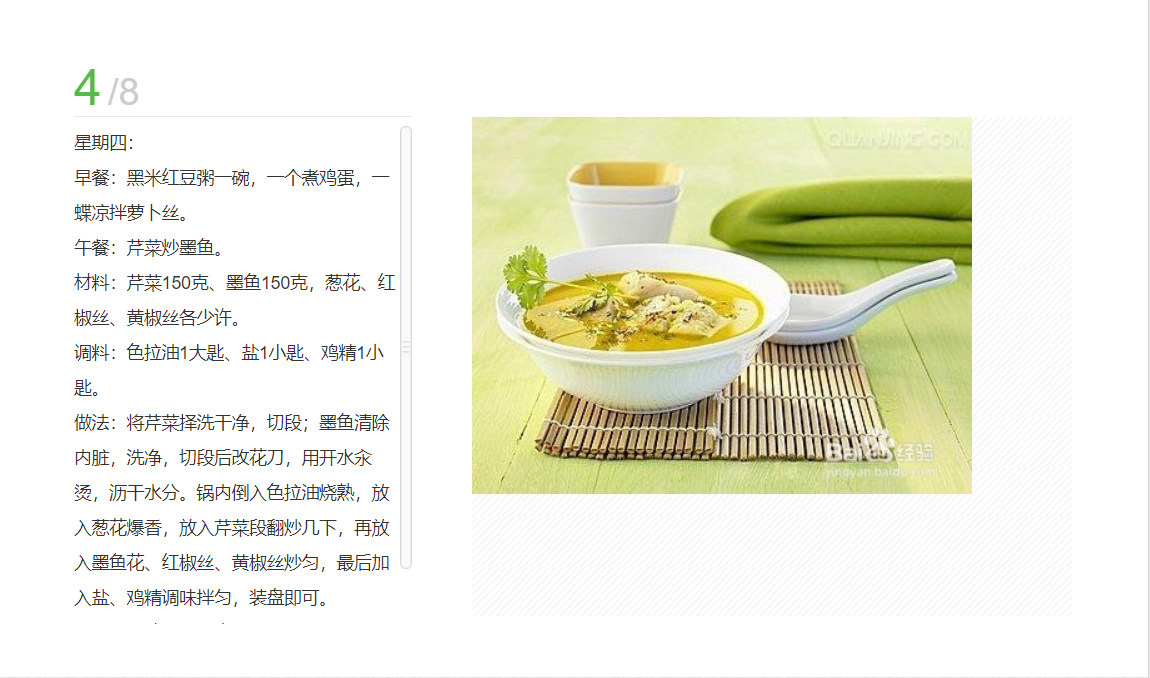 4 /8
星期四：
早餐：黑米红豆粥一碗，一个煮鸡蛋，一
蝶凉拌萝卜丝。
午餐：芹菜炒墨鱼。
材料：芹菜150克、墨鱼150克，葱花、红
椒丝、黄椒丝各少许。
调料：色拉油1大匙、盐1小匙、鸡精1小
匙。
做法：将芹菜择洗干净，切段；墨鱼清除
内脏，洗净，切段后改花刀，用开水汆
烫，沥干水分。锅内倒入色拉油烧熟，放
入葱花爆香，放入芹菜段翻炒几下，再放
入墨鱼花、红椒丝、黄椒丝炒匀，最后加
入盐、鸡精调味拌匀，装盘即可。
QUANJING.COM
Baidu经验
jingyan.baidu.com